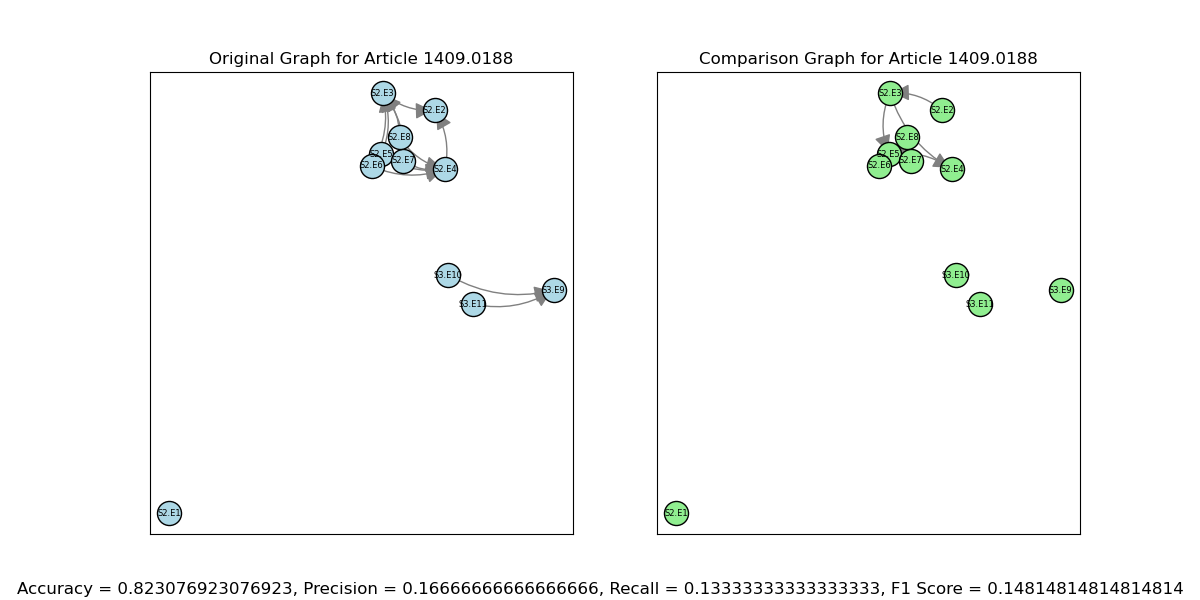 Original Graph for Article 1409.0188
Comparison Graph for Article 1409.0188
S2.E3
S2.E2
S2.E8
S2.E5
S2.E7
S2.E6
S2.E4
S3.E10
S3.E9
S3.E11
S2.E1
S2.E3
S2.E2
S2.E8
S2.E5
S2.E7
S2.E6
S2.E4
S3.E10
S3.E9
S3.E11
S2.E1
Accuracy = 0.823076923076923, Precision = 0.16666666666666666, Recall = 0.13333333333333333, F1 Score = 0.14814814814814814